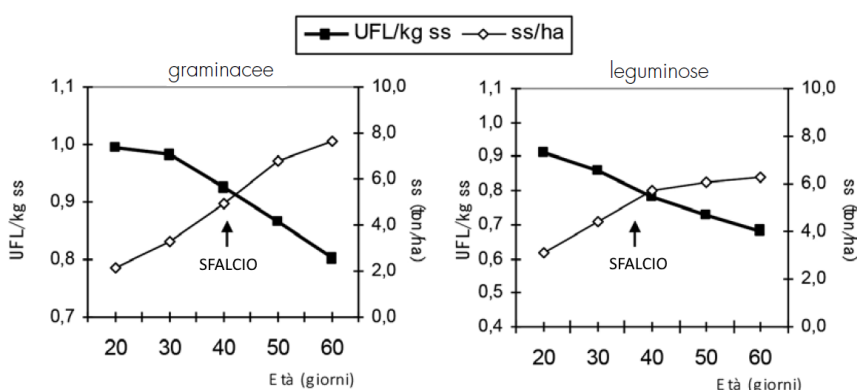 UFL/kg ss ss/ha
graminacee
1,1
1,0
0,9
0,8
0,7
UFL/kg ss
10,0
8,0
6,0
4,0
2,0
0,0
ss (ton/ha)
SFALCIO
20 30 40 50 60
Età (giorni)
leguminose
1,1
1,0
0,9
0,8
0,7
0,6
0,5
0,4
UFL/kg ss
10,0
8,0
6,0
4,0
2,0
0,0
ss (ton/ha)
SFALCIO
20 30 40 50 60
Età (giorni)